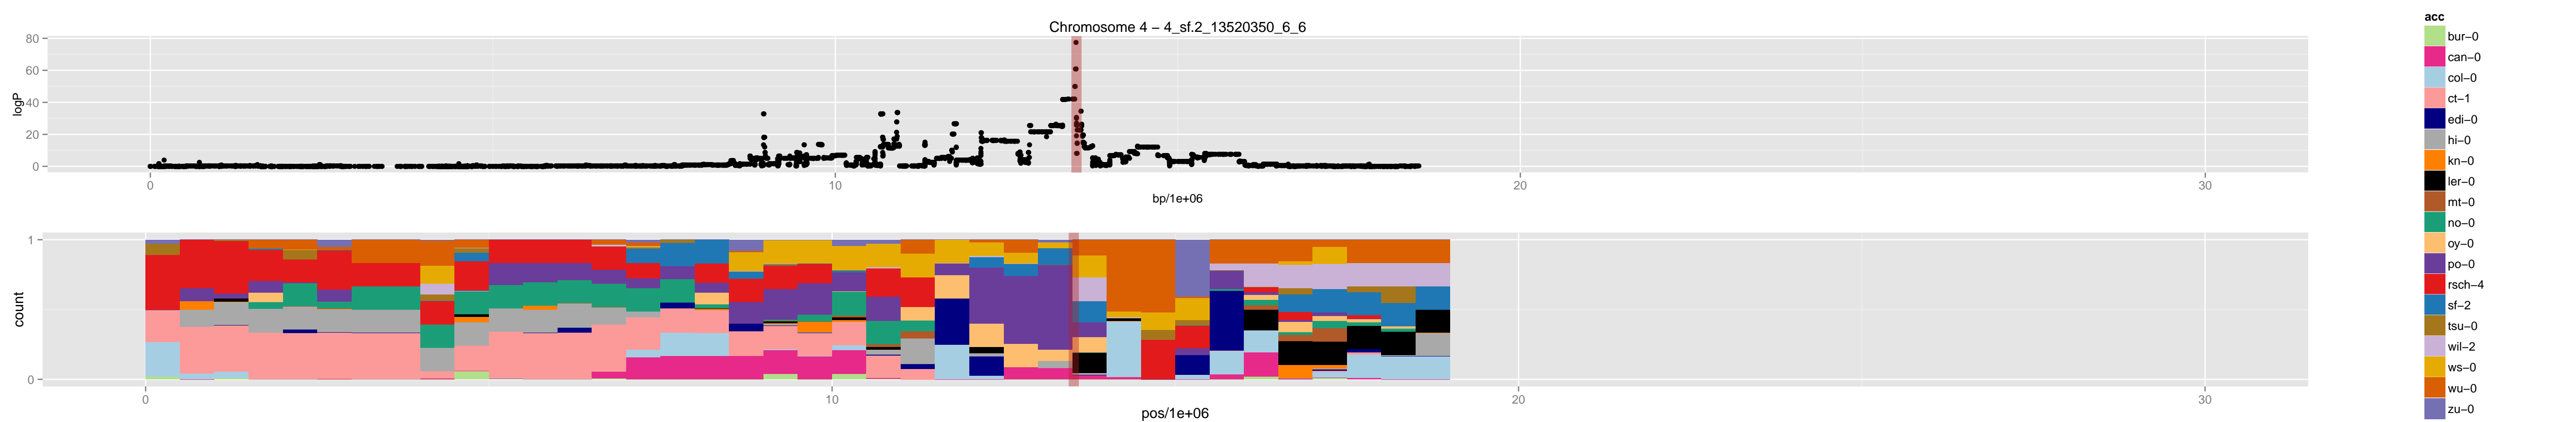 Chromosome 4 − 4_sf.2_13520350_6_6
80
60
40
20
0
logP
0
10
20
30
bp/1e+06
1
0
count
0
10
20
30
pos/1e+06
acc
bur−0
can−0
col−0
ct−1
edi−0
hi−0
kn−0
ler−0
mt−0
no−0
oy−0
po−0
rsch−4
sf−2
tsu−0
wil−2
ws−0
wu−0
zu−0